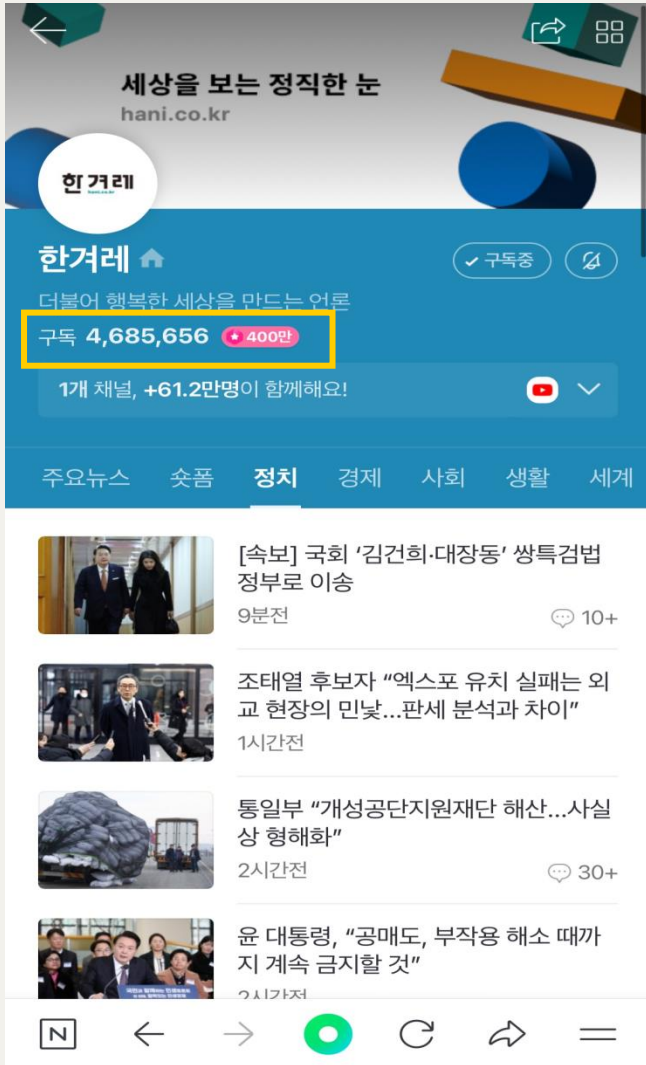 세상을 보는 정직한 눈
hani.co.kr
한겨레
한겨레
구독중
더불어 행복한 세상을 만드는 언론
구독 4,685,656 400만
1개 채널, +61.2만명이 함께해요!
주요뉴스 숏폼 정치 경제 사회 생활 세계
[속보] 국회 ‘김건희·대장동’ 쌍특검법
정부로 이송
9분전 10+
조태열 후보자 “엑스포 유치 실패는 외
교 현장의 민낯...판세 분석과 차이”
1시간전
통일부 “개성공단지원재단 해산...사실
상 형해화”
2시간전 30+
윤 대통령, “공매도, 부작용 해소 때까
지 계속 금지할 것”
2시간전
N